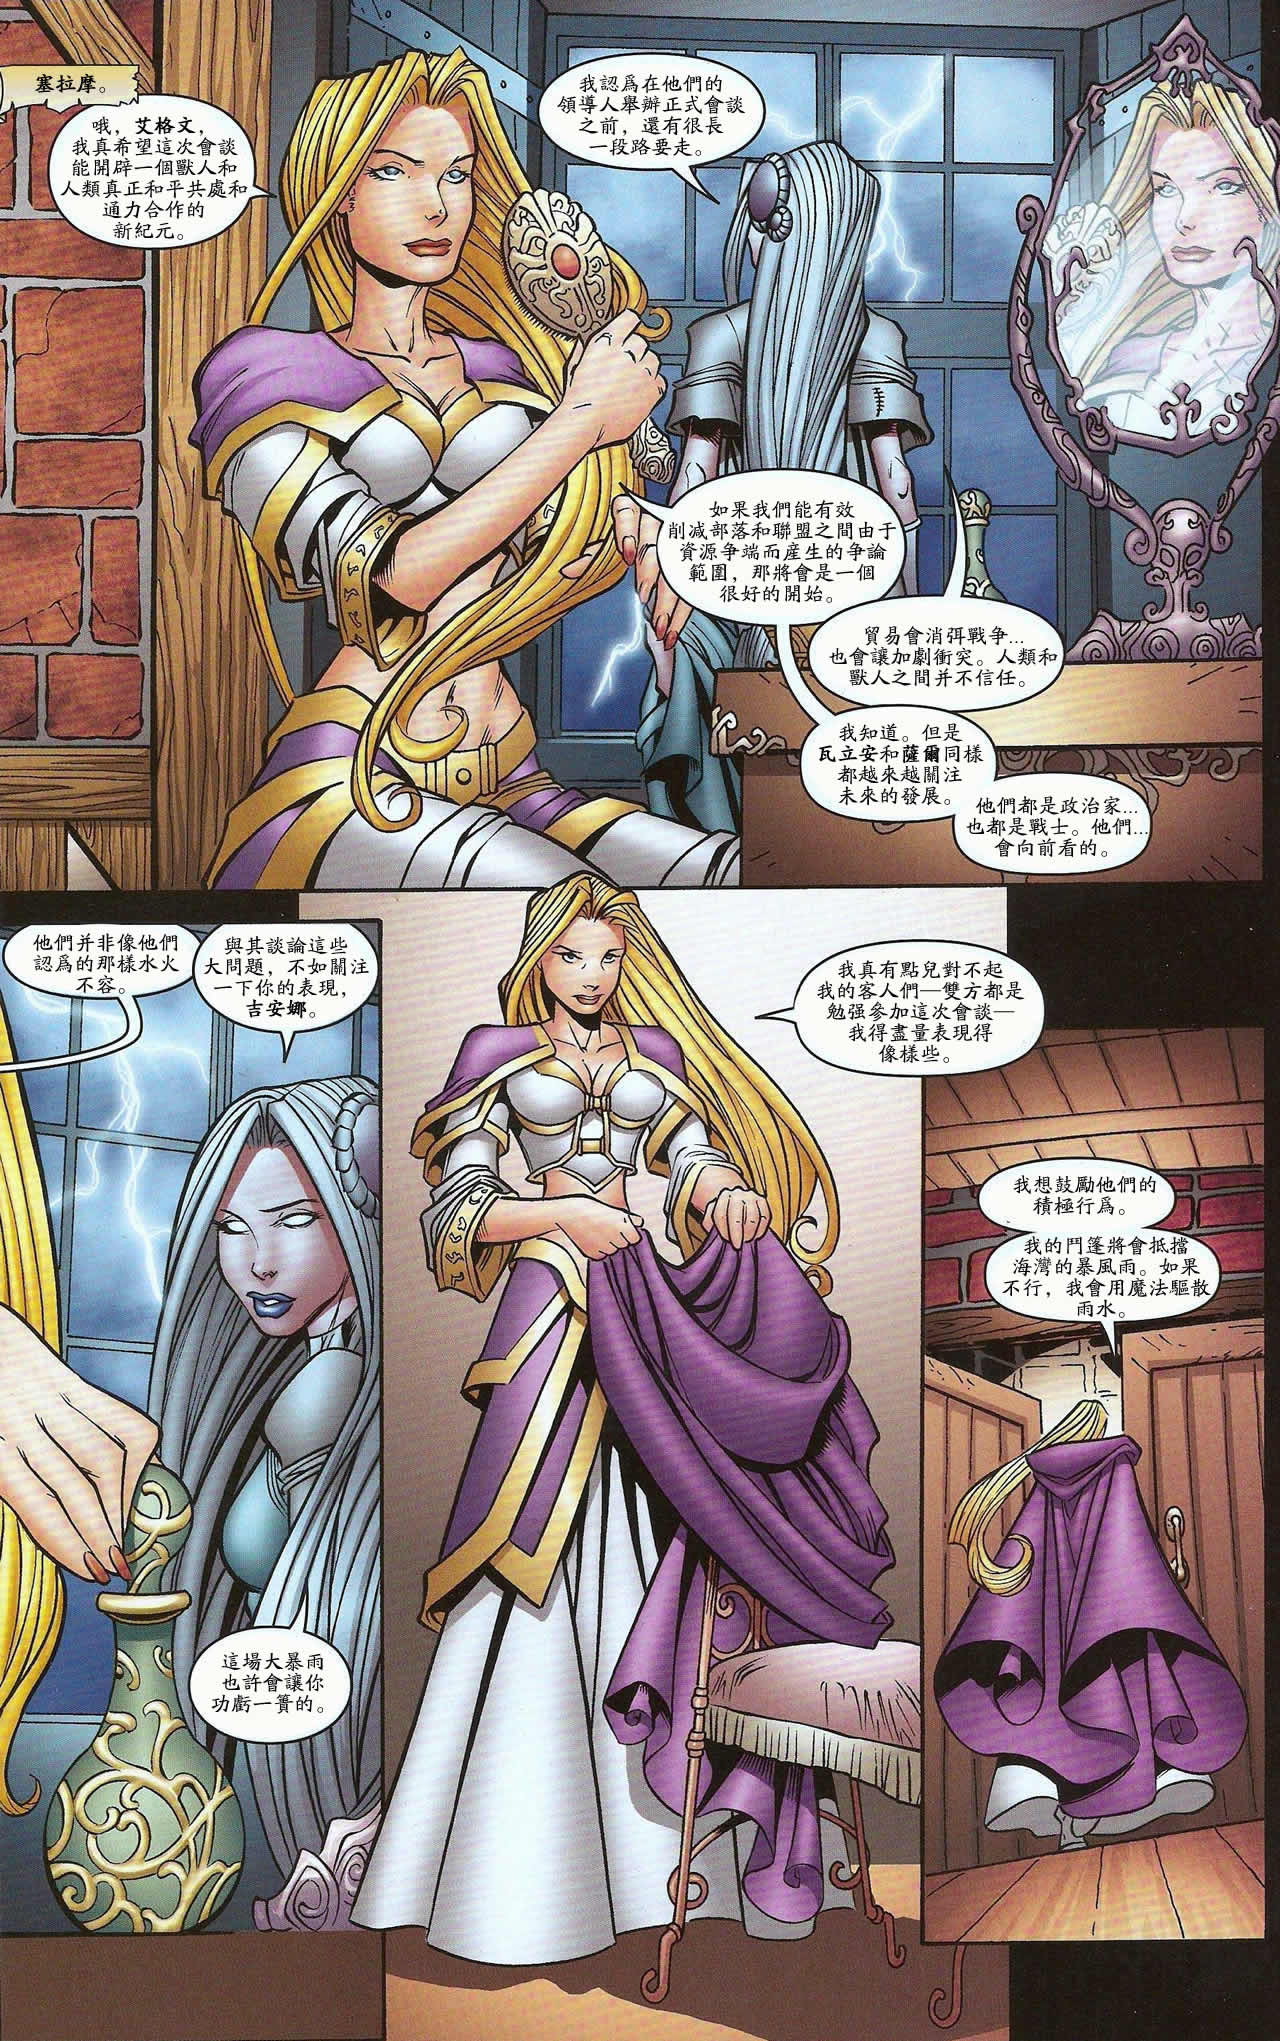 塞拉摩。
哦，艾格文，
我真希望這次會談
能開辟一個獸人和
人類真正和平共處和
通力合作的
新紀元。
我認爲在他們的
領導人舉辦正式會談
之前，還有很長
一段路要走。
如果我們能有效
削减部落和聯盟之間由于
資源争端而産生的争論
範圍，那將會是一個
很好的開始。
貿易會消弭戰争...
也會讓加劇衝突。人類和
獸人之間并不信任。
我知道。但是
瓦立安和薩爾同樣
都越來越關注
未來的發展。
他們都是政治家...
也都是戰士。他們...
會向前看的。
他們并非像他們
認爲的那樣水火
不容。
與其談論這些
大問題，不如關注
一下你的表現，
吉安娜。
我真有點兒對不起
我的客人們—雙方都是
勉强參加這次會談—
我得盡量表現得
像樣些。
這場大暴雨
也許會讓你
功虧一簣的。
我想鼓勵他們的
積極行爲。
我的鬥篷將會抵擋
海灣的暴風雨。如果
不行，我會用魔法驅散
雨水。